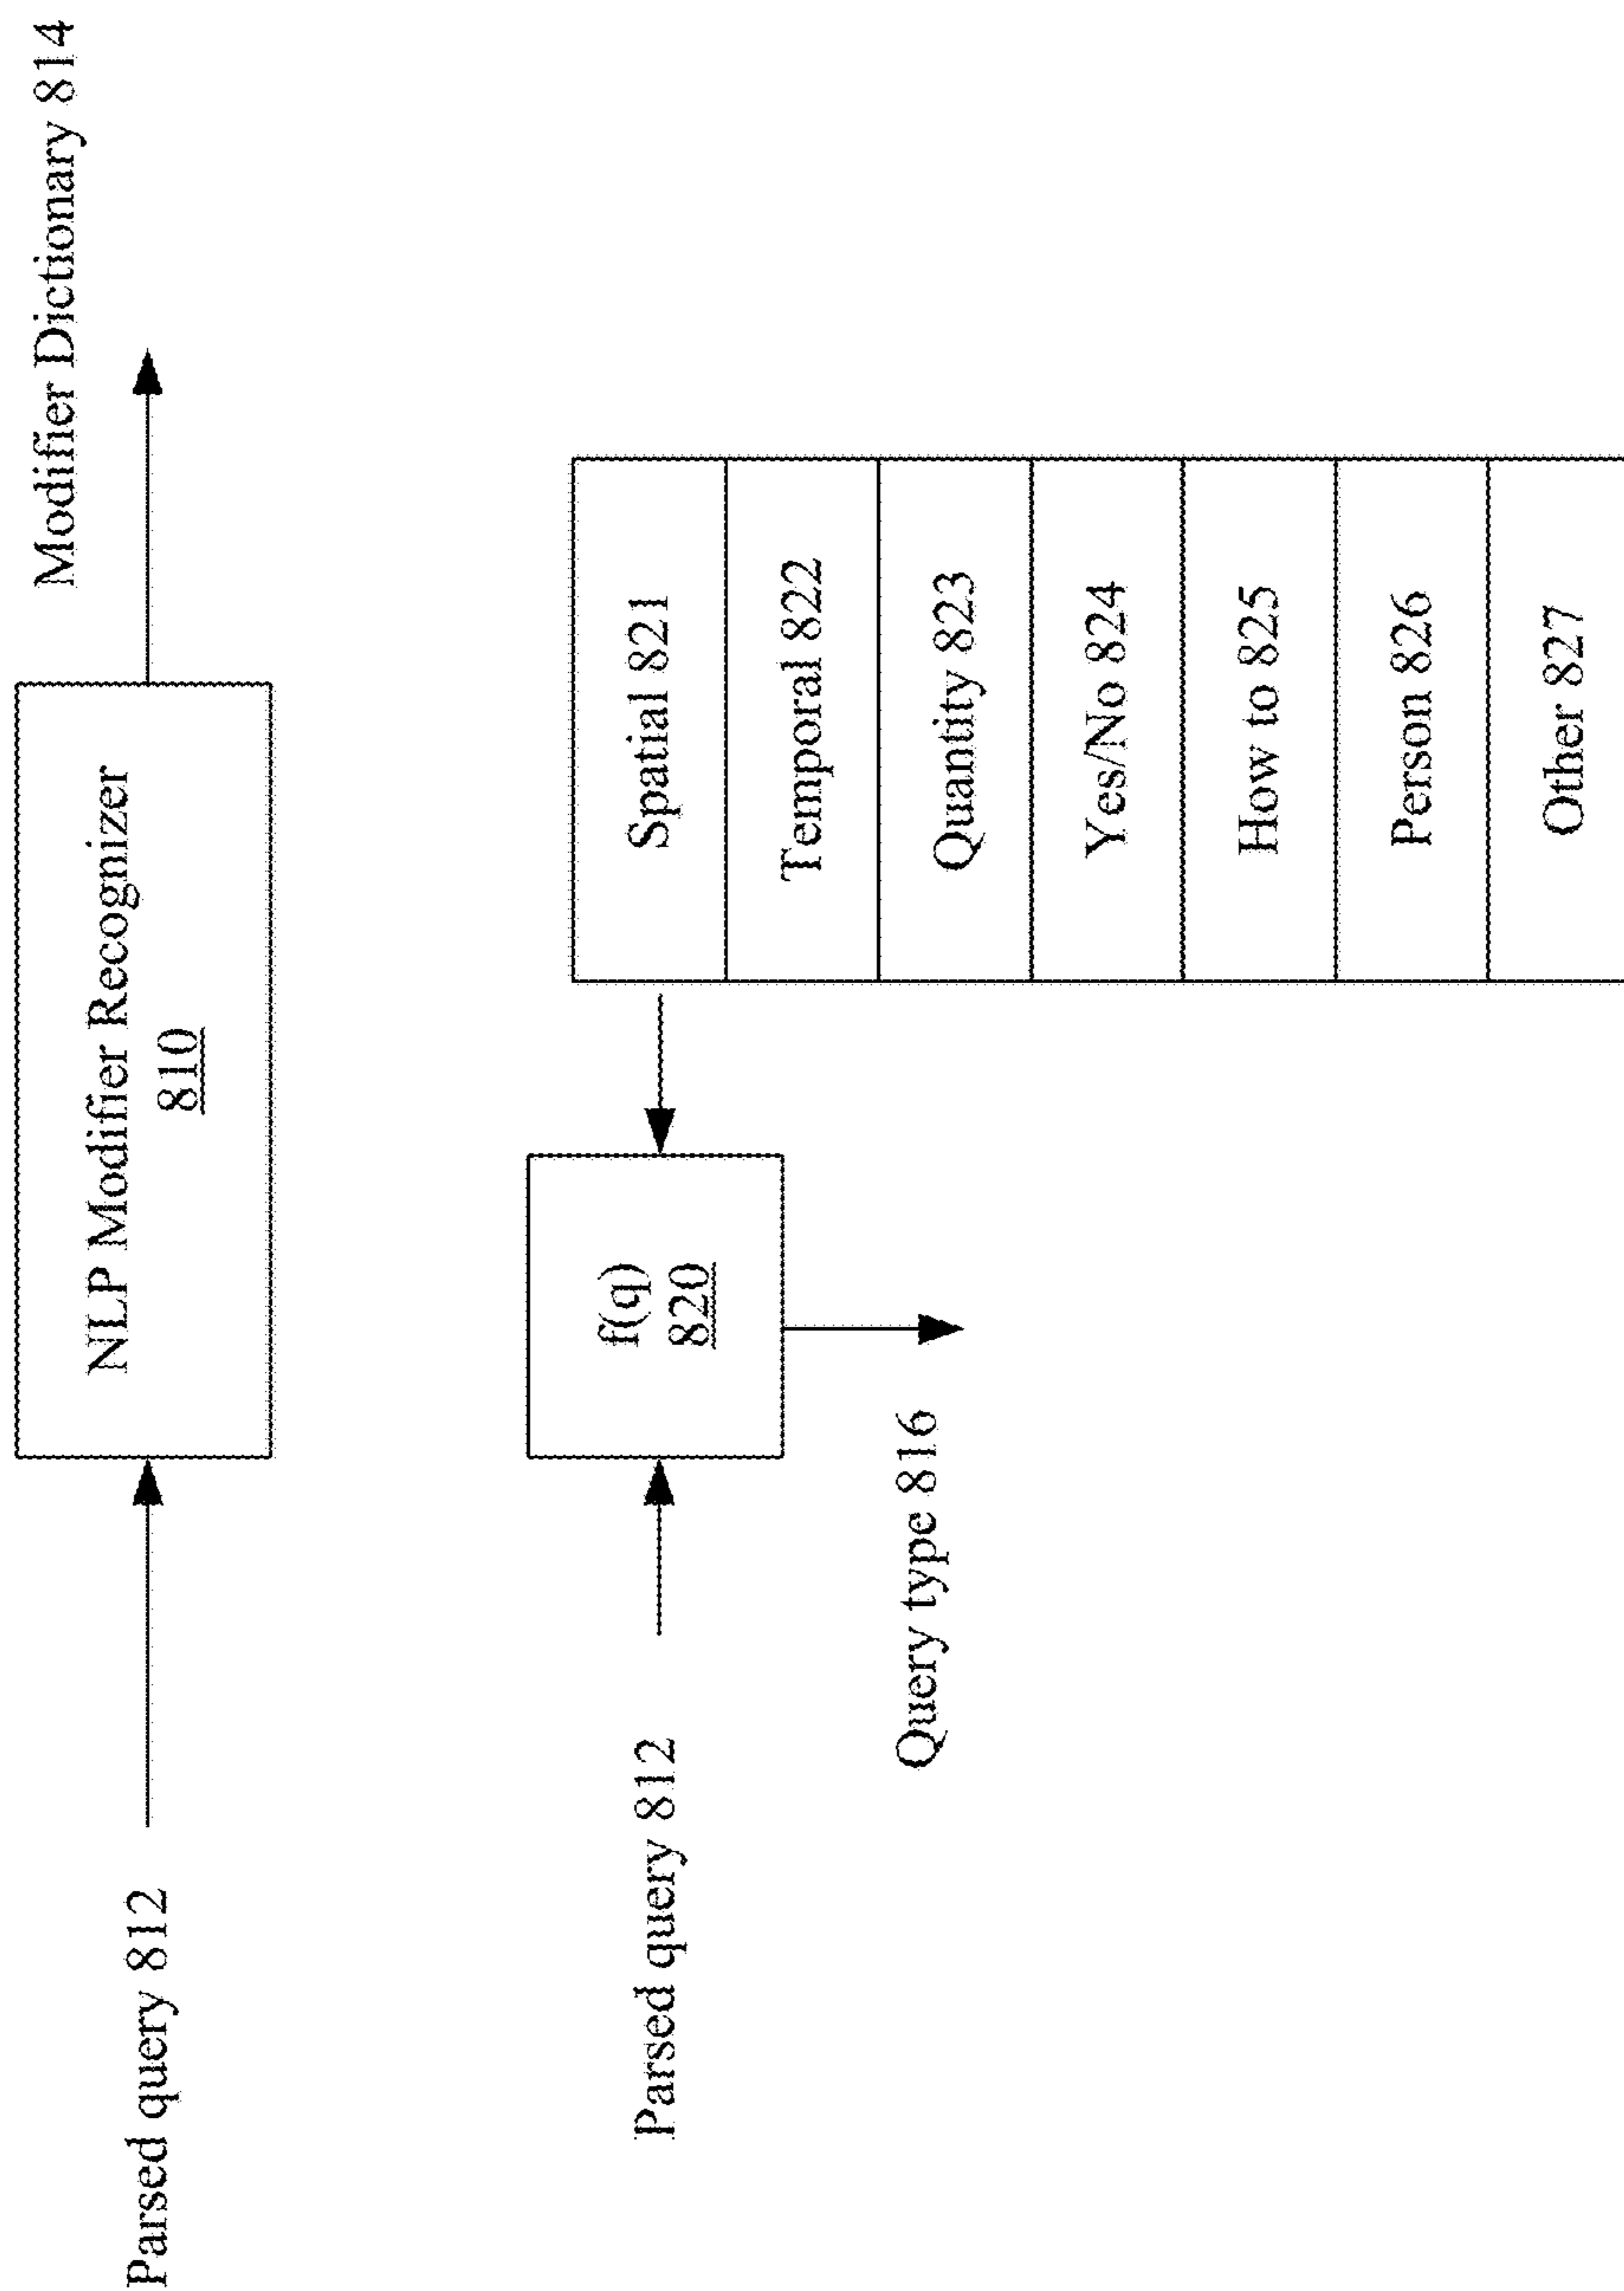 Parsed query 812
NLP Modifier Recognizer
810
Modifier Dictionary 814
Parsed query 812
f(q)
820
Query type 816
Spatial 821
Temporal 822
Quantity 823
Yes/No 824
How to 825
Person 826
Other 827